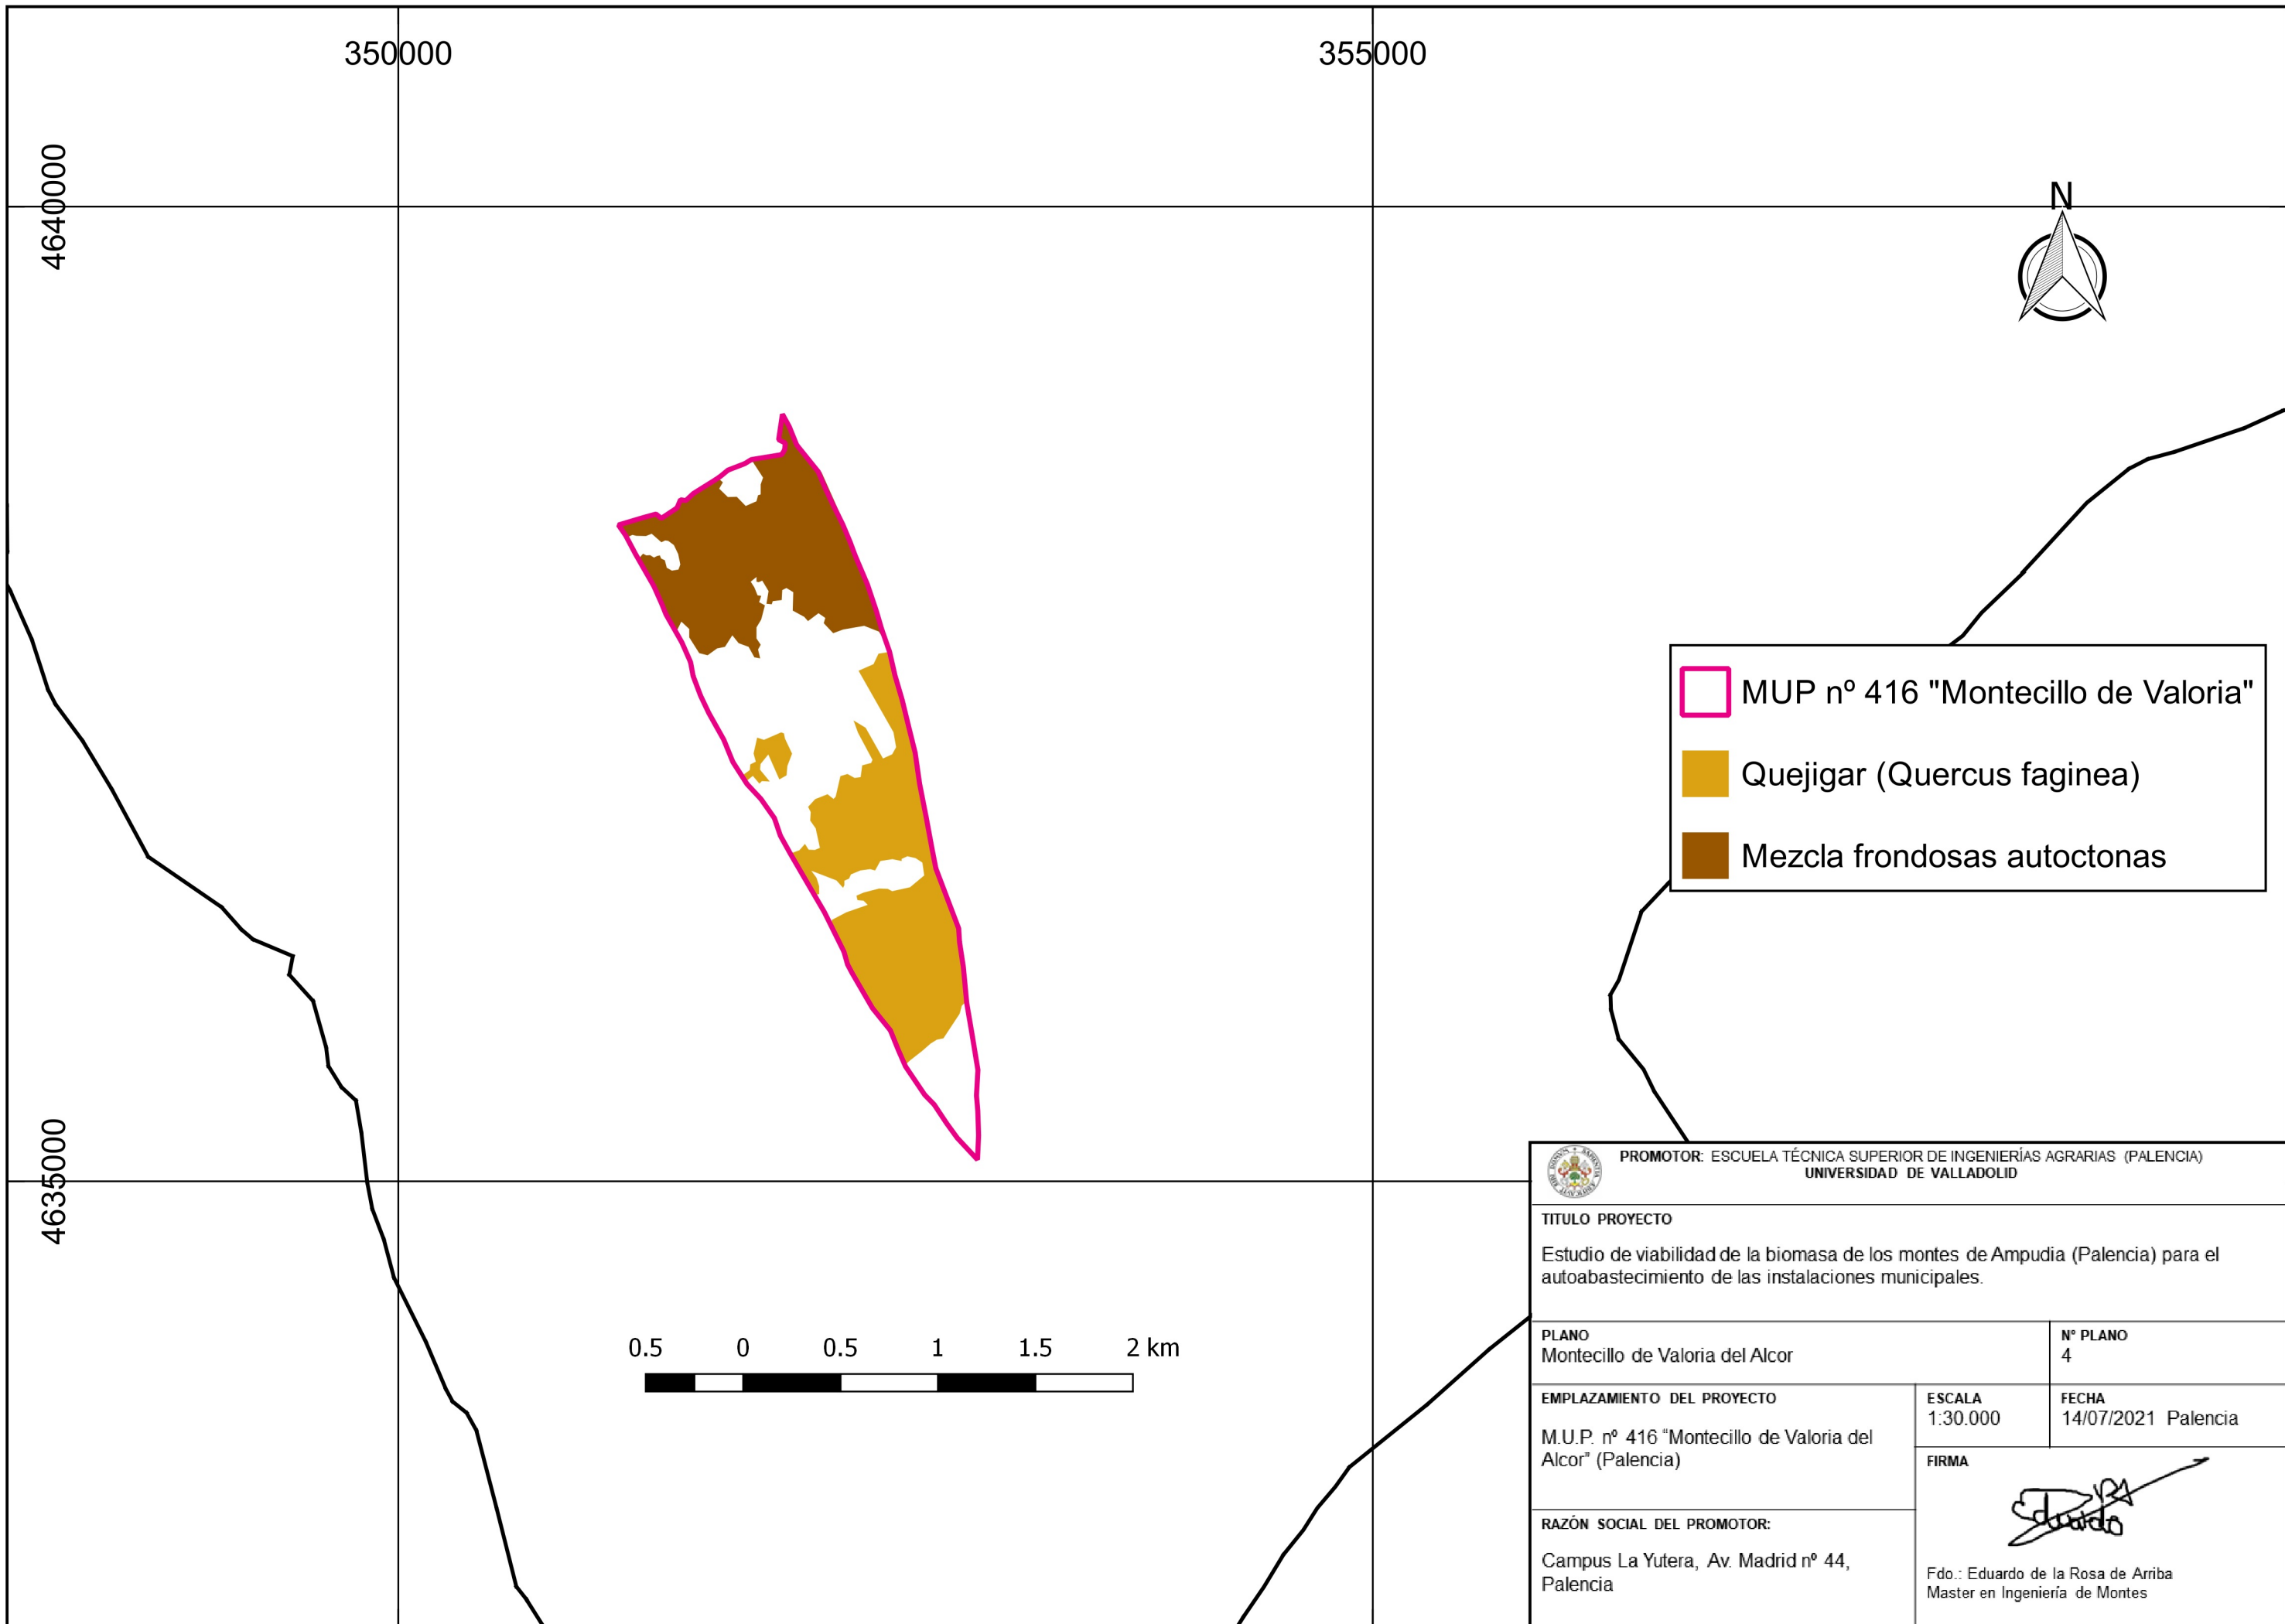 350000
355000
4640000
N
MUP nº 416 "Montecillo de Valoria"
Quejigar (Quercus faginea)
Mezcla frondosas autoctonas
4635000
0.5 0 0.5 1 1.5 2 km
PROMOTOR: ESCUELA TÉCNICA SUPERIOR DE INGENIERÍAS AGRARIAS (PALENCIA)
UNIVERSIDAD DE VALLADOLID
TITULO PROYECTO
Estudio de viabilidad de la biomasa de los montes de Ampudia (Palencia) para el
autoabastecimiento de las instalaciones municipales.
PLANO
Montecillo de Valoria del Alcor
Nº PLANO
4
EMPLAZAMIENTO DEL PROYECTO
M.U.P. nº 416 “Montecillo de Valoria del
Alcor” (Palencia)
ESCALA
1:30.000
FECHA
14/07/2021 Palencia
FIRMA
Eduardo
RAZÓN SOCIAL DEL PROMOTOR:
Campus La Yutera, Av. Madrid nº 44,
Palencia
Fdo.: Eduardo de la Rosa de Arriba
Master en Ingeniería de Montes